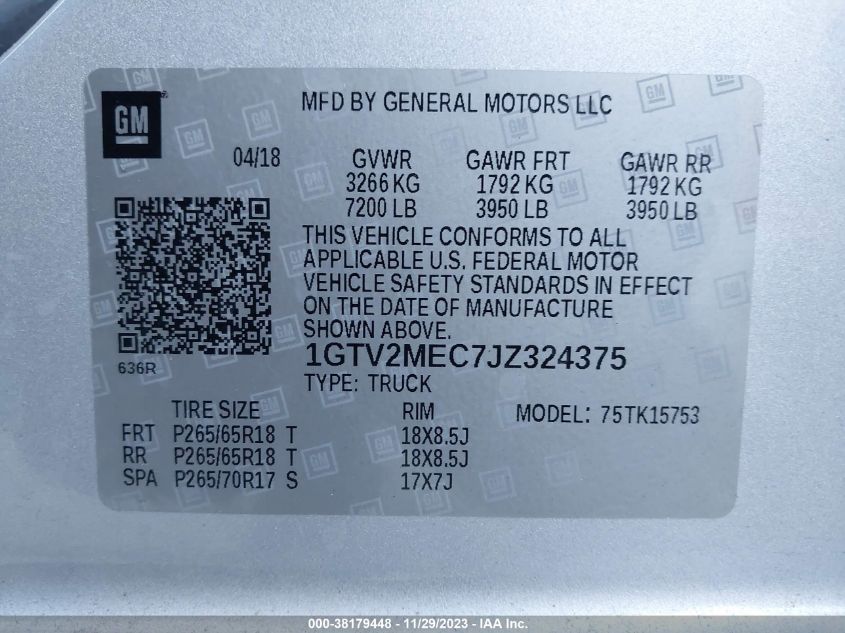 GM
MFD BY GENERAL MOTORS LLC
04/18 GVWR GAWR FRT GAWR RR
3266 KG 1792 KG 1792 KG
7200 LB 3950 LB 3950 LB
THIS VEHICLE CONFORMS TO ALL
APPLICABLE U.S. FEDERAL MOTOR
VEHICLE SAFETY STANDARDS IN EFFECT
ON THE DATE OF MANUFACTURE
SHOWN ABOVE.
636R
1GTV2MEC7JZ324375
TYPE: TRUCK
TIRE SIZE RIM MODEL: 75TK15753
FRT P265/65R18 T 18X8.5J
RR P265/65R18 T 18X8.5J
SPA P265/70R17 S 17X7J
000-38179448 - 11/29/2023 - IAA Inc.